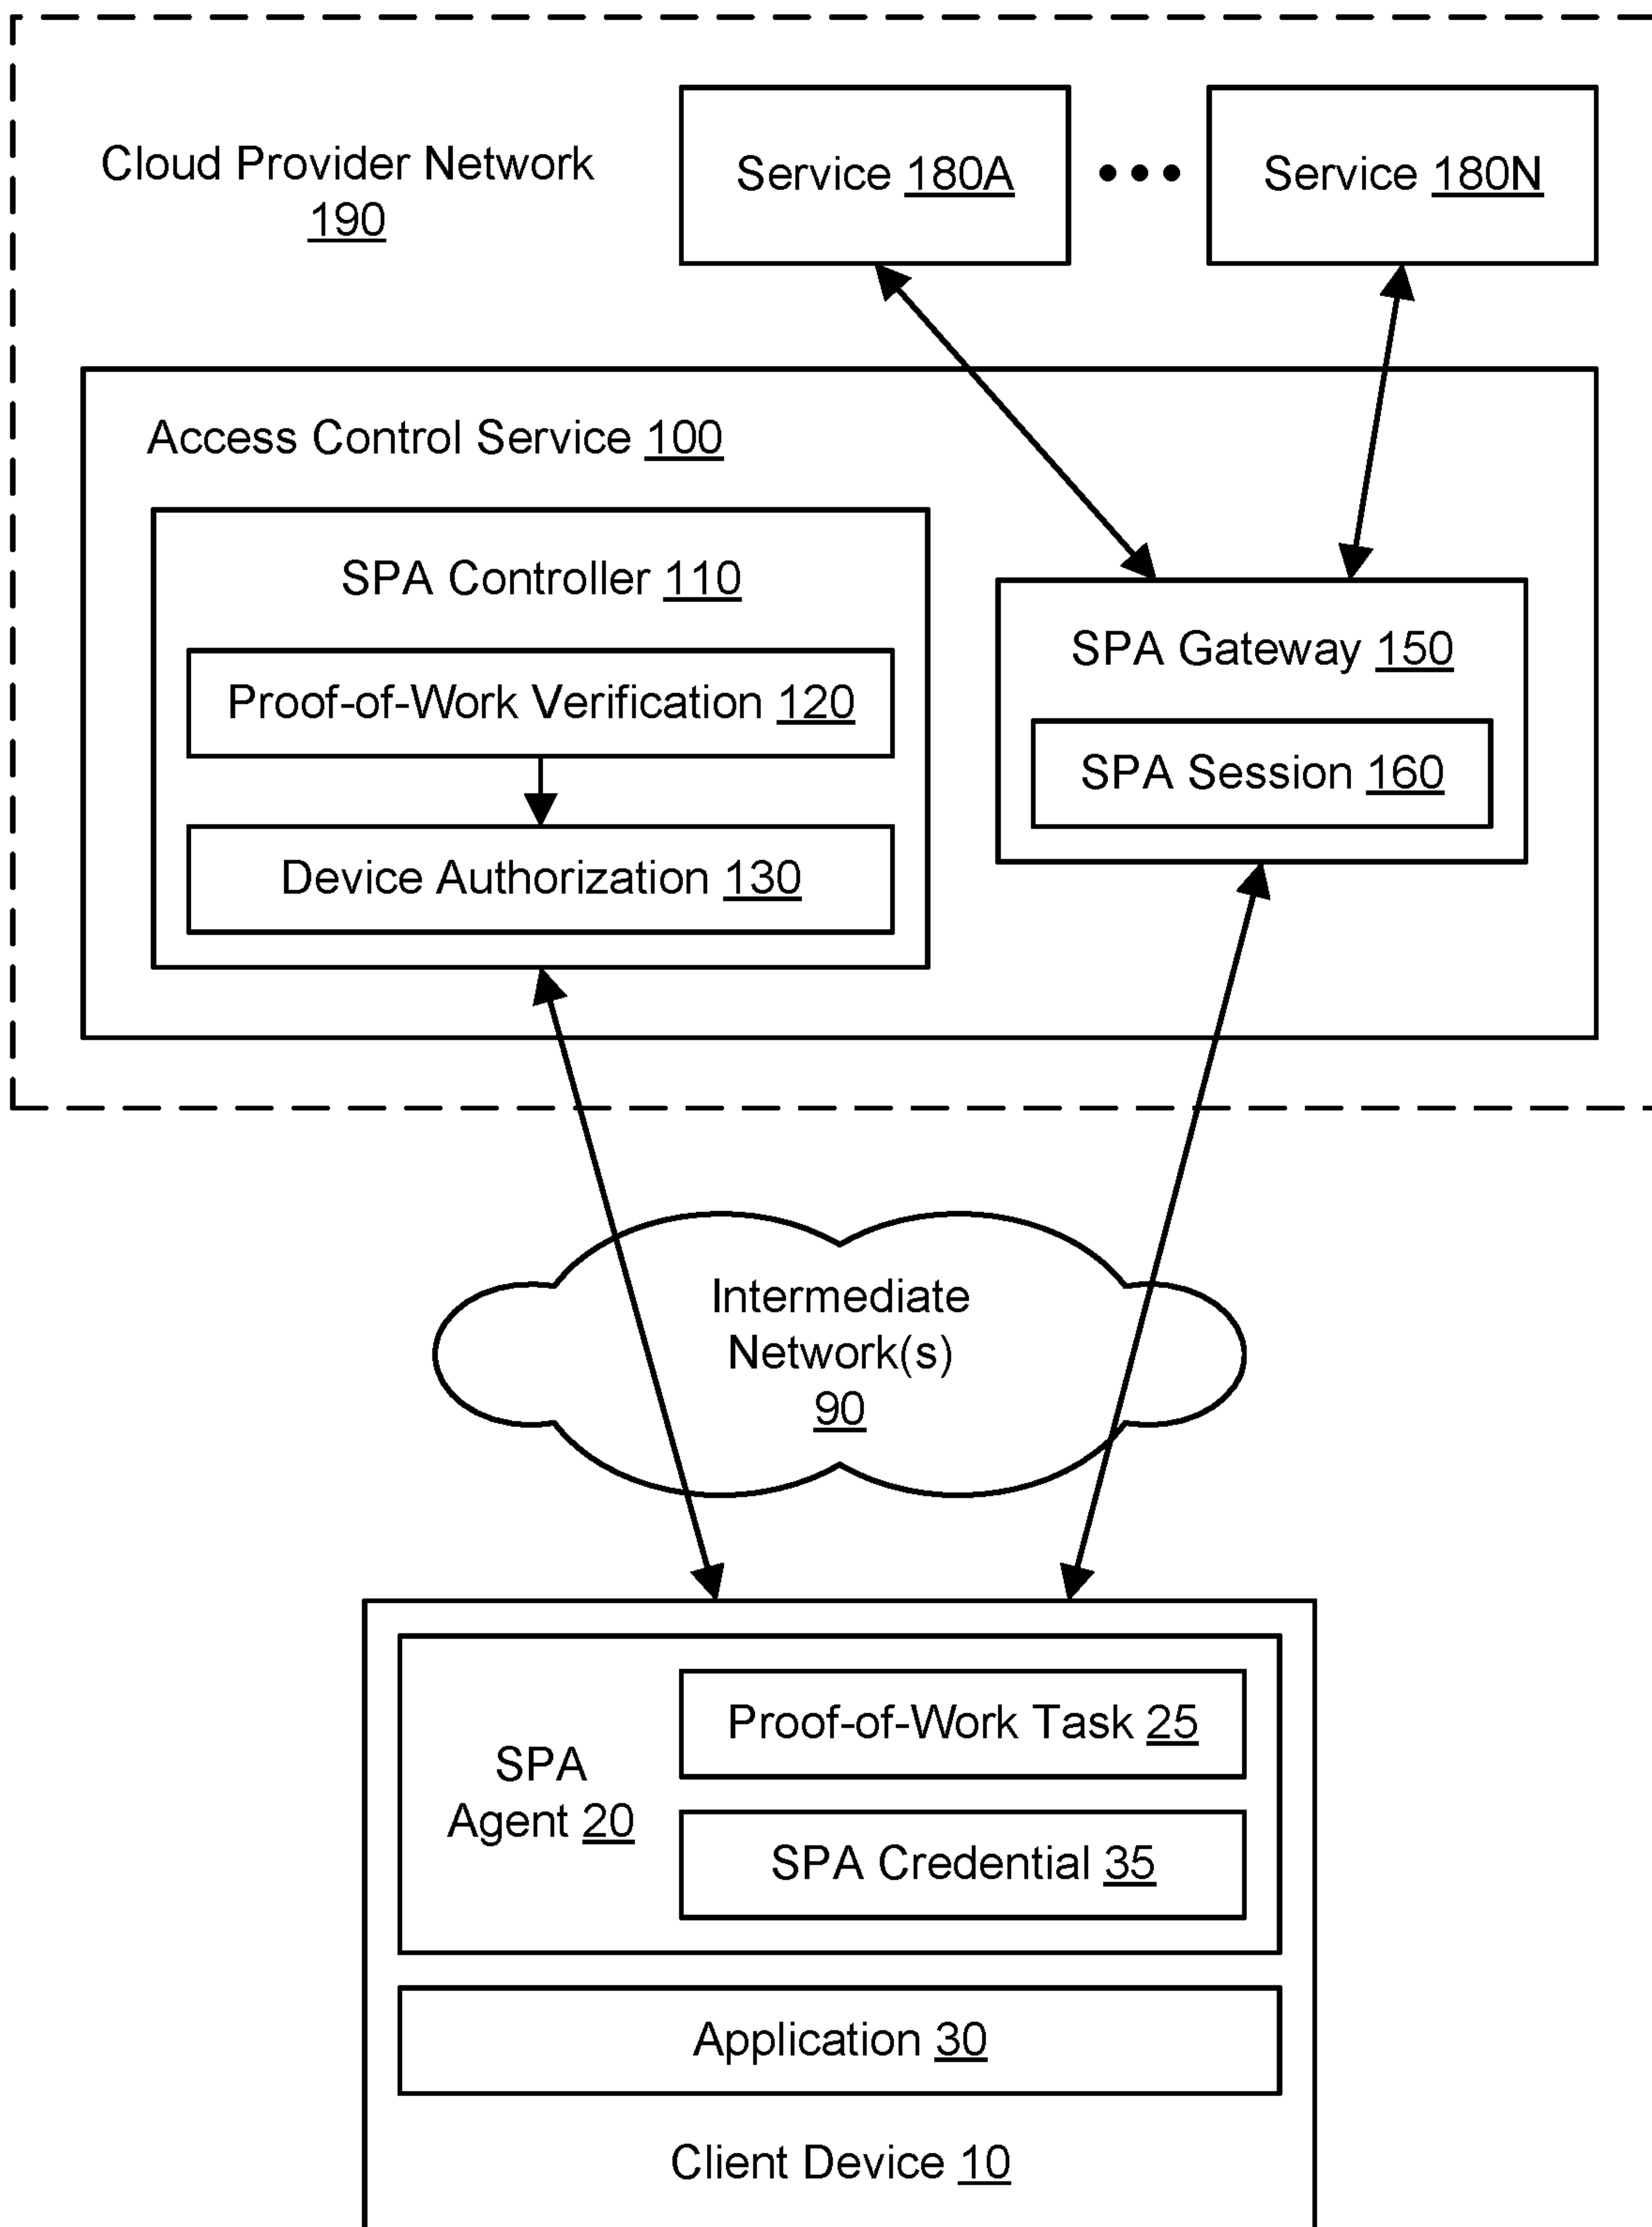 Cloud Provider Network
190
Service 180A
Service 180N
Access Control Service 100
SPA Controller 110
Proof-of-Work Verification 120
Device Authorization 130
SPA Gateway 150
SPA Session 160
Intermediate
Network(s)
90
SPA
Agent 20
Proof-of-Work Task 25
SPA Credential 35
Application 30
Client Device 10